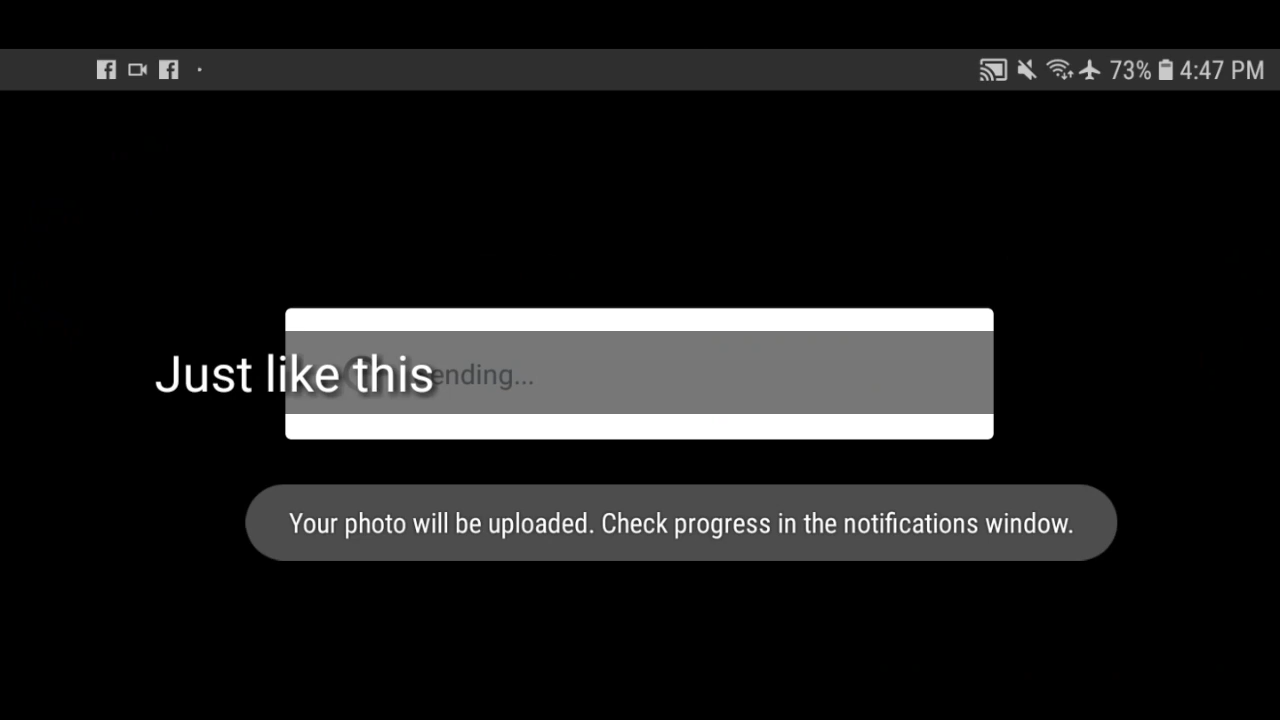 73% 4:47 PM
Just like this
ending...
Your photo will be uploaded. Check progress in the notifications window.